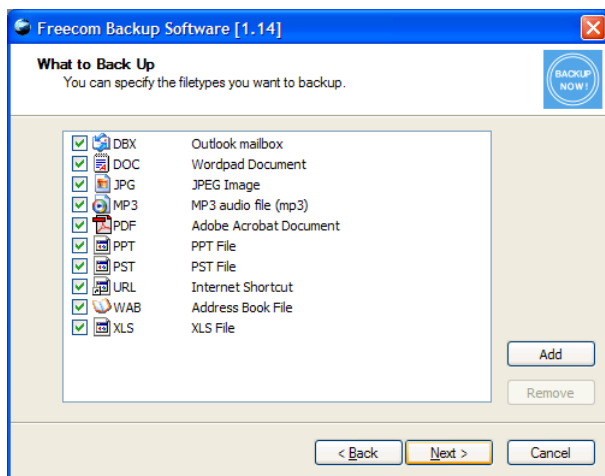 Freecom Backup Software [1.14]
What to Back Up
You can specify the filetypes you want to backup.
BACKUP
NOW!
DBX Outlook mailbox
DOC Wordpad Document
JPG JPEG Image
MP3 MP3 audio file (mp3)
PDF Adobe Acrobat Document
PPT PPT File
PST PST File
URL Internet Shortcut
WAB Address Book File
XLS XLS File
Add
Remove
< Back Next > Cancel